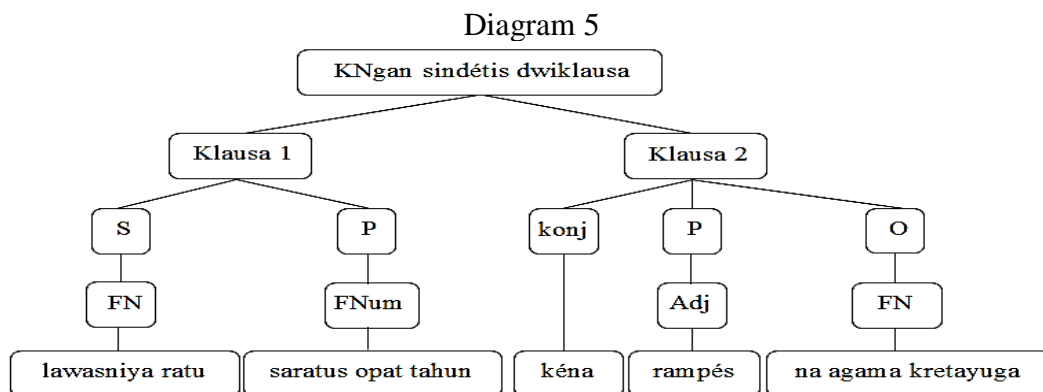 Diagram 5
KNgan sindétis dwiklausa
Klausa 1 Klausa 2
S P konj P O
FN FNum Adj FN
lawasniya ratu saratus opat tahun kéna rampés na agama kretayuga